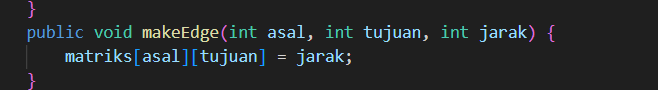 }
public void makeEdge(int asal, int tujuan, int jarak) {
matriks[asal][tujuan] = jarak;
}